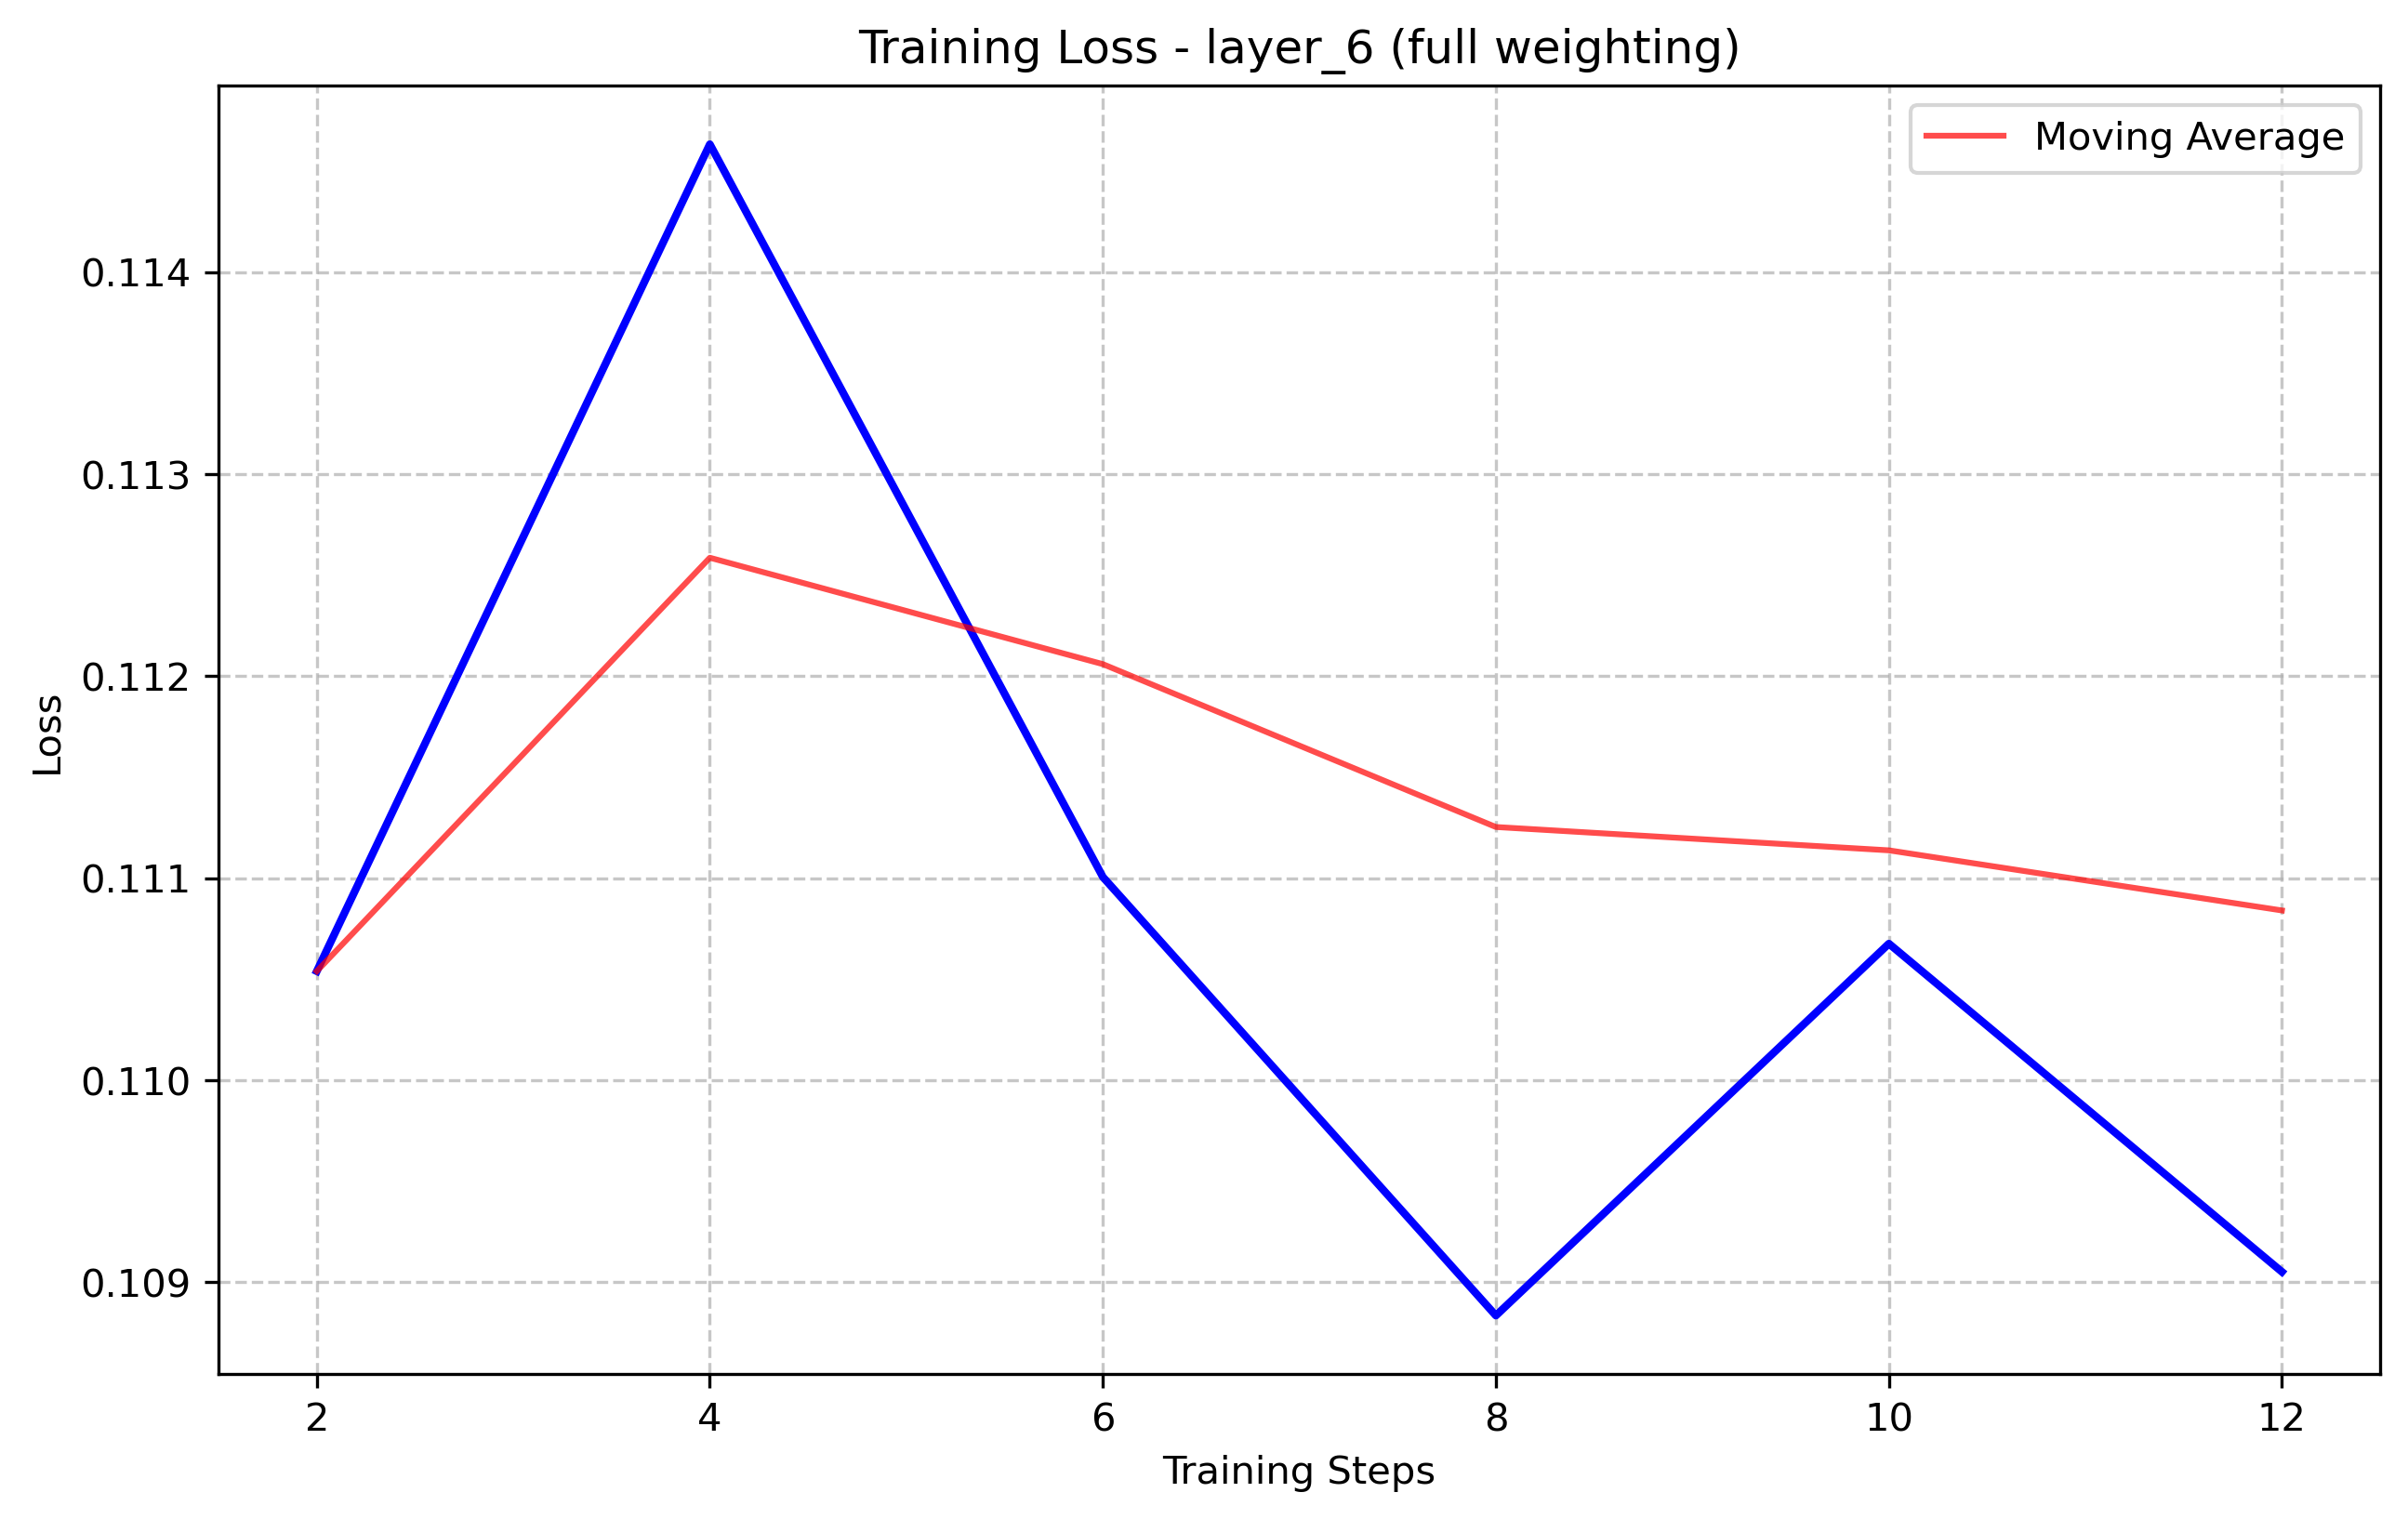 Training Loss - layer_6 (full weighting)
Moving Average
0.114
0.113
0.112
0.111
0.110
0.109
Loss
2 4 6 8 10 12
Training Steps